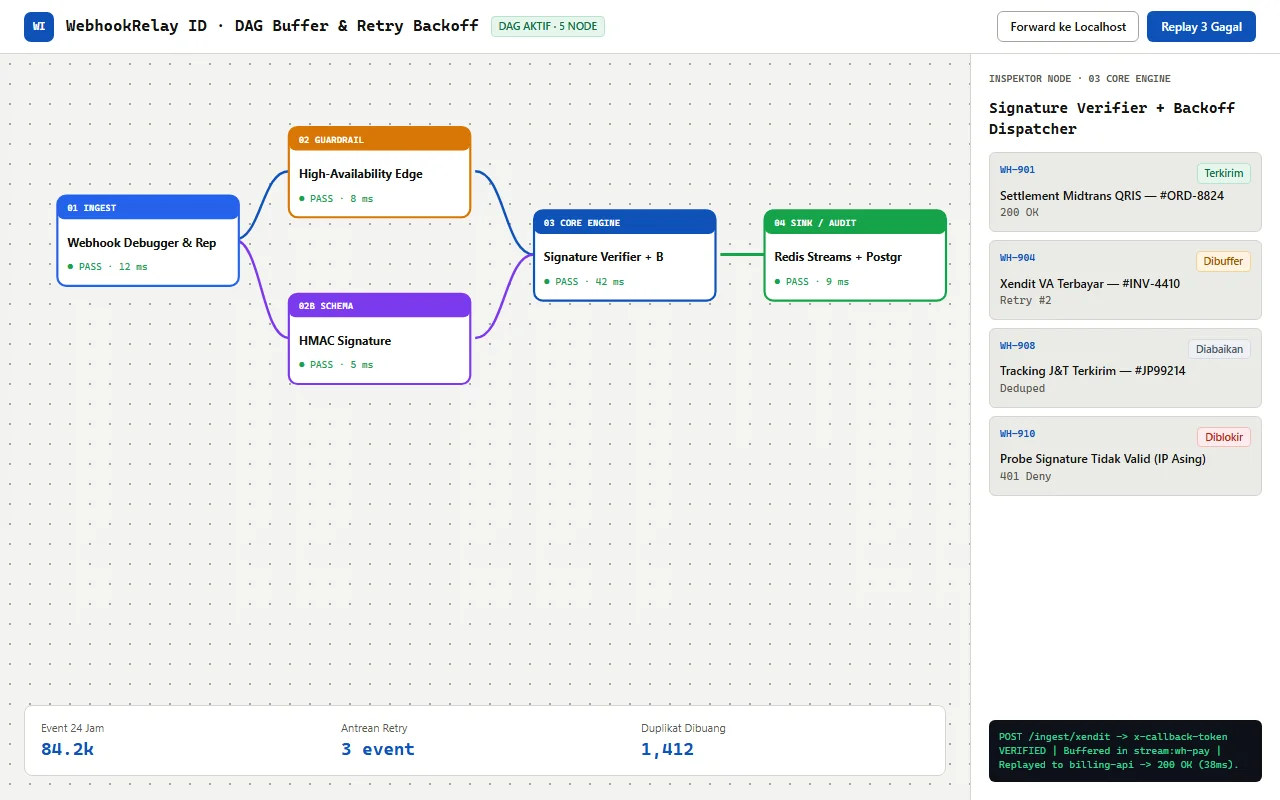 WI
WebhookRelay ID · DAG Buffer & Retry Backoff
DAG AKTIF · 5 NODE
Forward ke Localhost
Replay 3 Gagal
01 INGEST
Webhook Debugger & Rep
PASS · 12 ms
02 GUARDRAIL
High-Availability Edge
PASS · 8 ms
02B SCHEMA
HMAC Signature
PASS · 5 ms
03 CORE ENGINE
Signature Verifier + B
PASS · 42 ms
04 SINK / AUDIT
Redis Streams + Postgr
PASS · 9 ms
Event 24 Jam
84.2k
Antrean Retry
3 event
Duplikat Dibuang
1,412
INSPEKTOR NODE · 03 CORE ENGINE
Signature Verifier + Backoff
Dispatcher
WH-901
Terkirim
Settlement Midtrans QRIS — #ORD-8824
200 OK
WH-904
Dibuffer
Xendit VA Terbayar — #INV-4410
Retry #2
WH-908
Diabaikan
Tracking J&T Terkirim — #JP99214
Deduped
WH-910
Diblokir
Probe Signature Tidak Valid (IP Asing)
401 Deny
POST /ingest/xendit -> x-callback-token
VERIFIED | Buffered in stream:wh-pay |
Replayed to billing-api -> 200 OK (38ms).